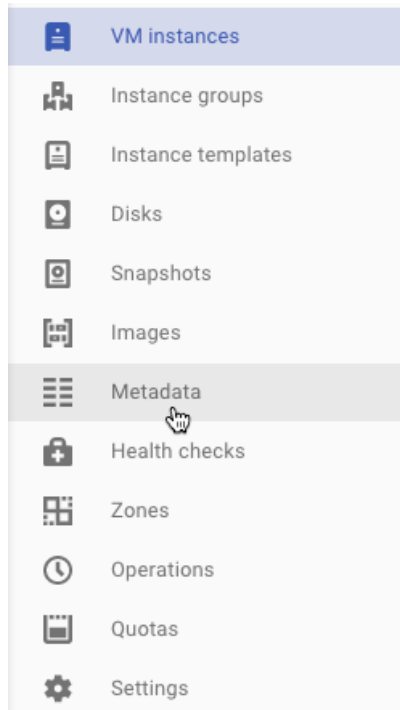 VM instances
Instance groups
Instance templates
Disks
Snapshots
Images
Metadata
Health checks
Zones
Operations
Quotas
Settings